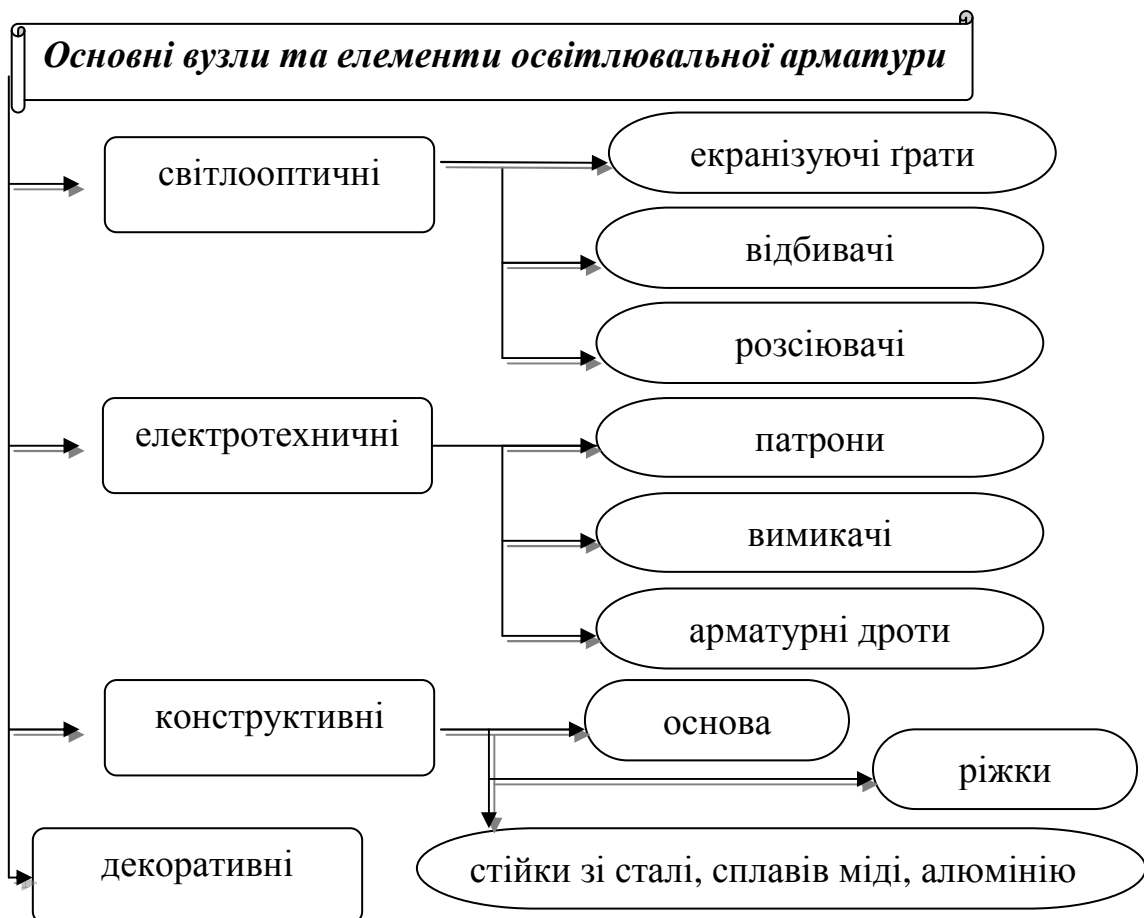 Основні вузли та елементи освітлювальної арматури
світлооптичні
екранізуючі ґрати
відбивачі
розсіювачі
електротехничні
патрони
вимикачі
арматурні дроти
конструктивні
основа
ріжки
стійки зі сталі, сплавів міді, алюмінію
декоративні